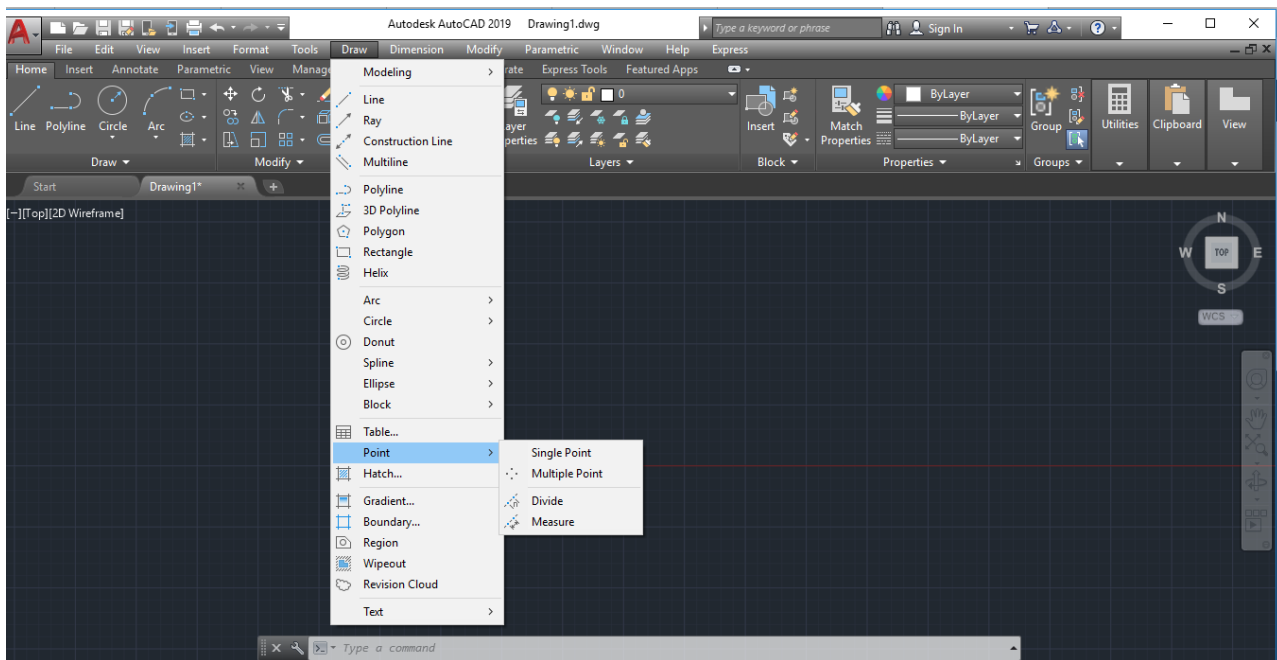 Autodesk AutoCAD 2019 Drawing1.dwg Type a keyword or phrase Sign In
File Edit View Insert Format Tools Draw Dimension Modify Parametric Window Help Express
Home Insert Annotate Parametric View Manage rate Express Tools Featured Apps
0 ByLayer
ByLayer
ByLayer
Line Polyline Circle Arc ayer perties Insert Match Properties Group Utilities Clipboard View
Draw Modify Layers Block Properties Groups
Start Drawing1* +
[−][Top][2D Wireframe]
Modeling
Line
Ray
Construction Line
Multiline
Polyline
3D Polyline
Polygon
Rectangle
Helix
Arc
Circle
Donut
Spline
Ellipse
Block
Table...
Point
Hatch...
Gradient...
Boundary...
Region
Wipeout
Revision Cloud
Text
Single Point
Multiple Point
Divide
Measure
N
W TOP E
S
WCS
Type a command